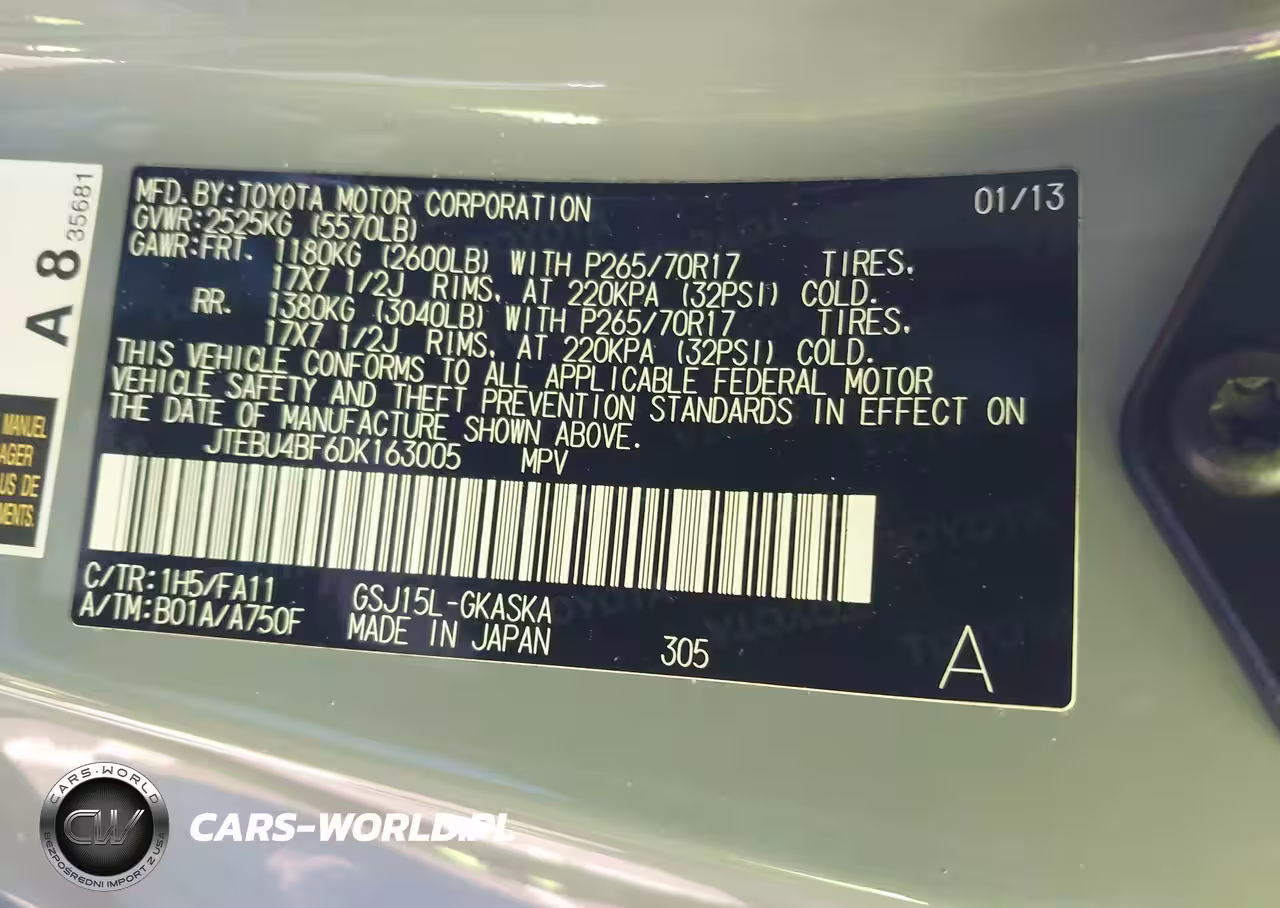 MFD. BY: TOYOTA MOTOR CORPORATION 01/13
GVWR: 2525KG (5570LB)
GAWR: FRT. 1180KG (2600LB) WITH P265/70R17 TIRES,
17X7 1/2J RIMS, AT 220KPA (32PSI) COLD.
RR. 1380KG (3040LB) WITH P265/70R17 TIRES,
17X7 1/2J RIMS, AT 220KPA (32PSI) COLD.
THIS VEHICLE CONFORMS TO ALL APPLICABLE FEDERAL MOTOR
VEHICLE SAFETY AND THEFT PREVENTION STANDARDS IN EFFECT ON
THE DATE OF MANUFACTURE SHOWN ABOVE.
JTEBU4BF6DK163005 MPV
C/TR: 1H5/FA11 GSJ15L-GKASKA
A/TM: B01A/A750F MADE IN JAPAN 305 A
A 8 35681
MANUEL
AGER
US DE
MENTS.
CARS-WORLD
CW
BEZPOŚREDNI IMPORT Z USA
CARS-WORLD.PL